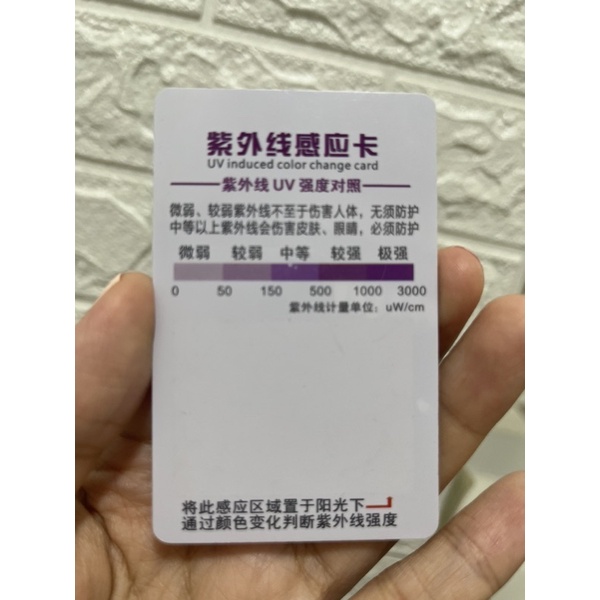 紫外线感应卡
UV induced color change card
紫外线 UV 强度对照
微弱、较弱紫外线不至于伤害人体，无须防护
中等以上紫外线会伤害皮肤、眼睛，必须防护
微弱 较弱 中等 较强 极强
0 50 150 500 1000 3000
紫外线计量单位：uW/cm
将此感应区域置于阳光下
通过颜色变化判断紫外线强度